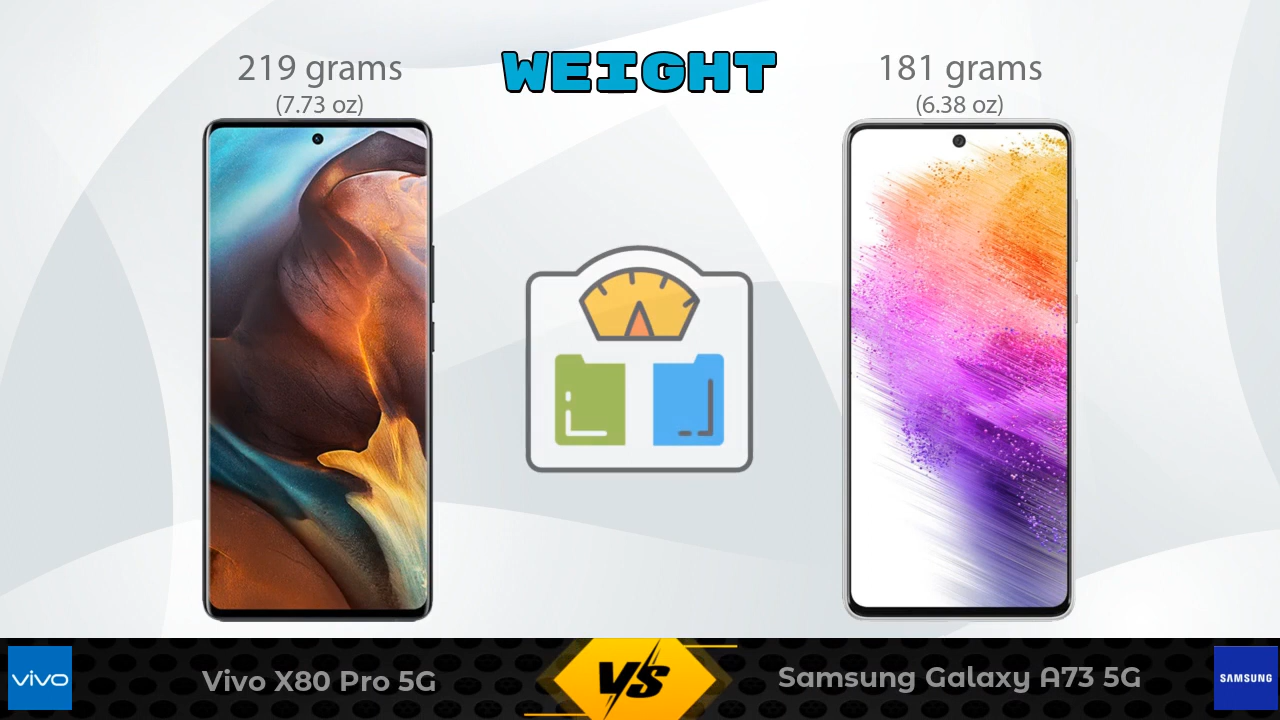 WEIGHT
219 grams
(7.73 oz)
181 grams
(6.38 oz)
vivo
Vivo X80 Pro 5G
VS
Samsung Galaxy A73 5G
SAMSUNG